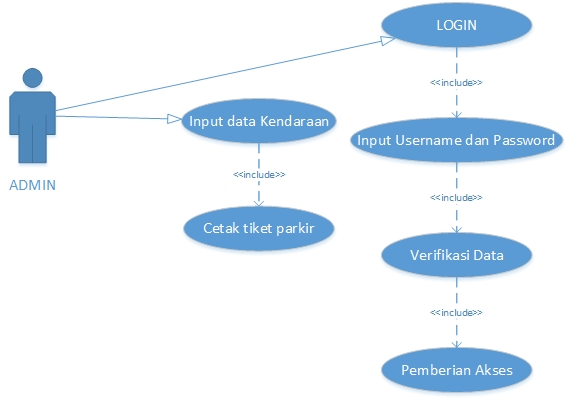 LOGIN
<<include>>
Input data Kendaraan
Input Username dan Password
<<include>>
ADMIN
<<include>>
Cetak tiket parkir
Verifikasi Data
<<include>>
Pemberian Akses